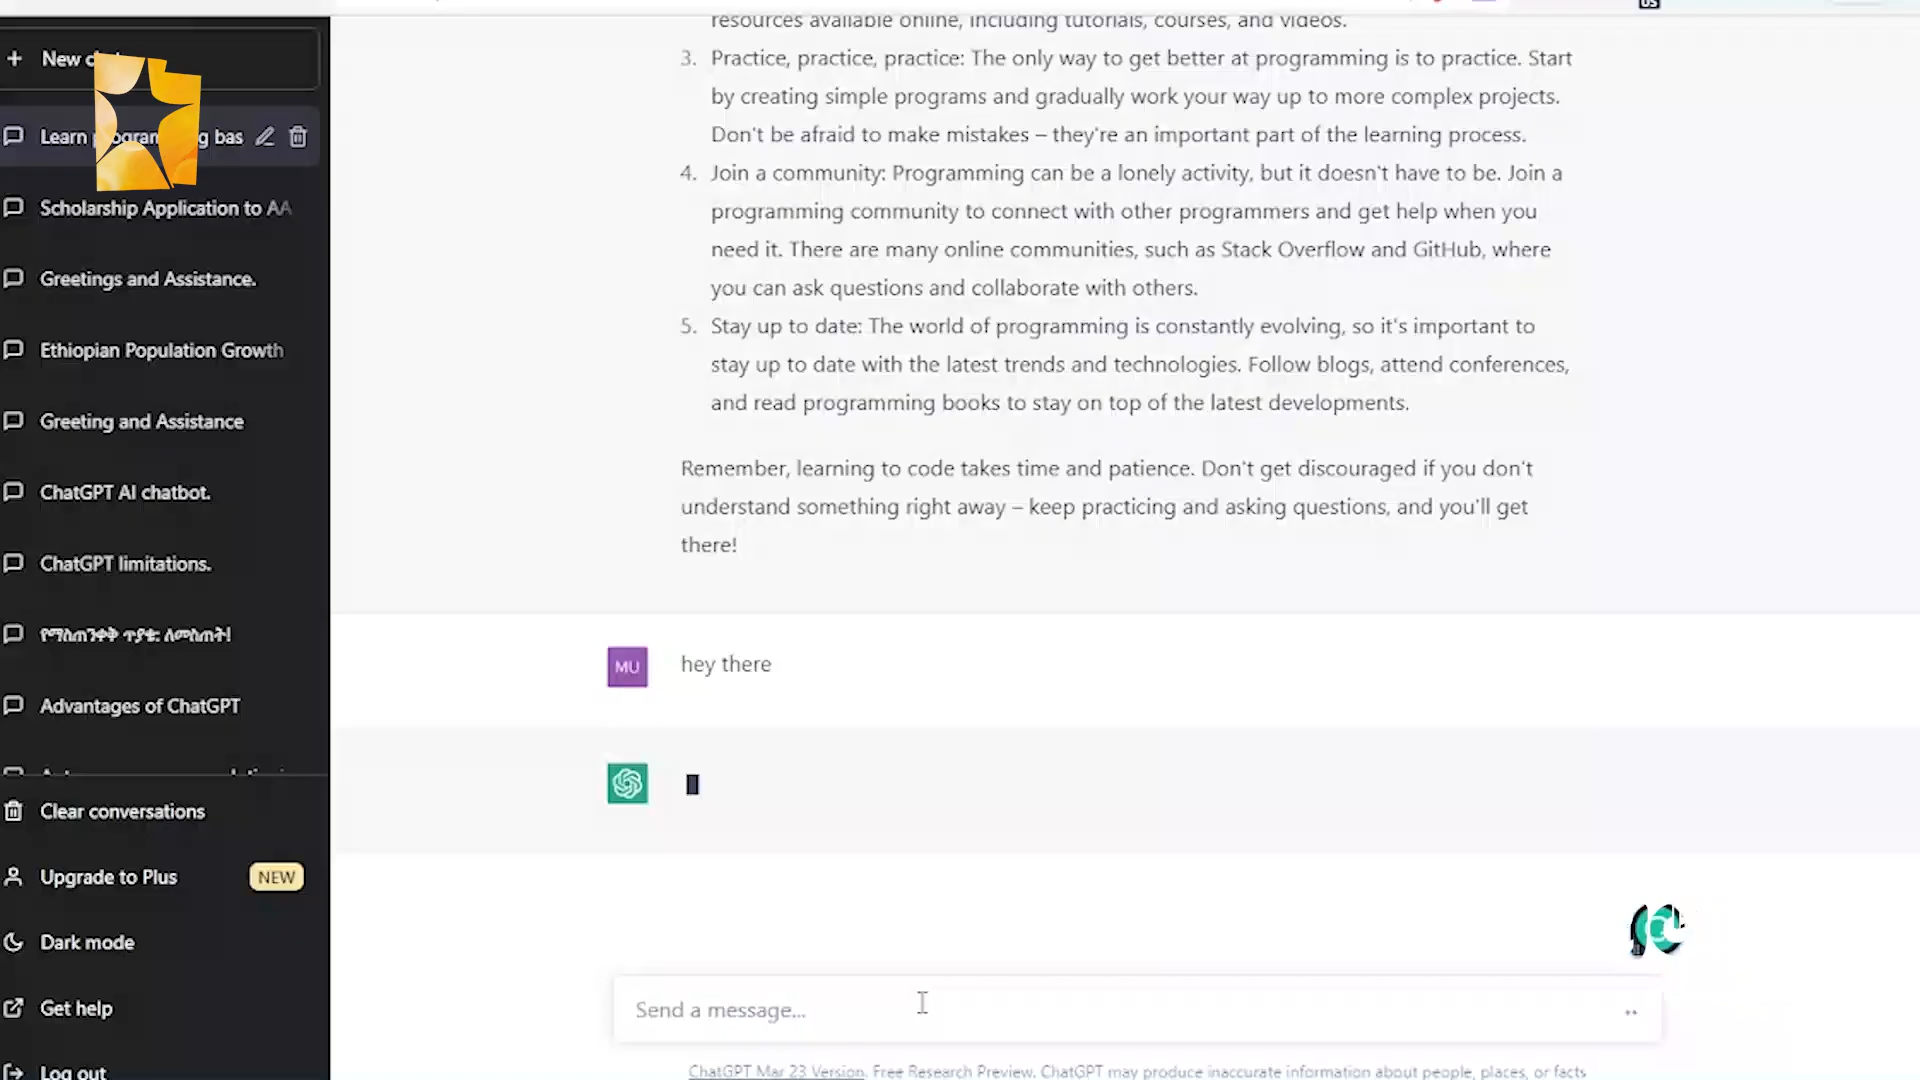 US
New
Learn bas
Scholarship Application to AA
Greetings and Assistance.
Ethiopian Population Growth
Greeting and Assistance
ChatGPT AI chatbot.
ChatGPT limitations.
Advantages of ChatGPT
Clear conversations
Upgrade to Plus NEW
Dark mode
Get help
Log out
resources available online, including tutorials, courses, and videos.
3. Practice, practice, practice: The only way to get better at programming is to practice. Start
by creating simple programs and gradually work your way up to more complex projects.
Don't be afraid to make mistakes – they're an important part of the learning process.
4. Join a community: Programming can be a lonely activity, but it doesn't have to be. Join a
programming community to connect with other programmers and get help when you
need it. There are many online communities, such as Stack Overflow and GitHub, where
you can ask questions and collaborate with others.
5. Stay up to date: The world of programming is constantly evolving, so it's important to
stay up to date with the latest trends and technologies. Follow blogs, attend conferences,
and read programming books to stay on top of the latest developments.
Remember, learning to code takes time and patience. Don't get discouraged if you don't
understand something right away – keep practicing and asking questions, and you'll get
there!
MU hey there
Send a message...
ChatGPT Mar 23 Version. Free Research Preview. ChatGPT may produce inaccurate information about people, places, or facts